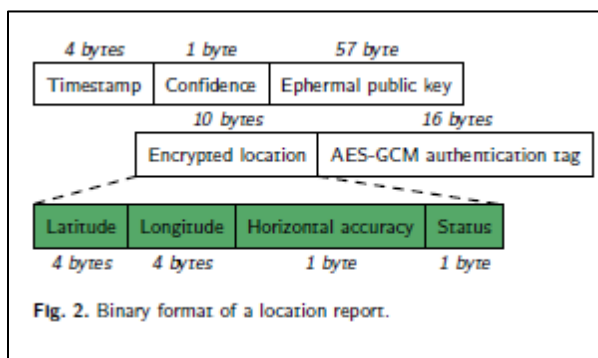 4 bytes 1 byte 57 byte
Timestamp Confidence Ephermal public key
10 bytes 16 bytes
Encrypted location AES-GCM authentication tag
Latitude Longitude Horizontal accuracy Status
4 bytes 4 bytes 1 byte 1 byte
Fig. 2. Binary format of a location report.